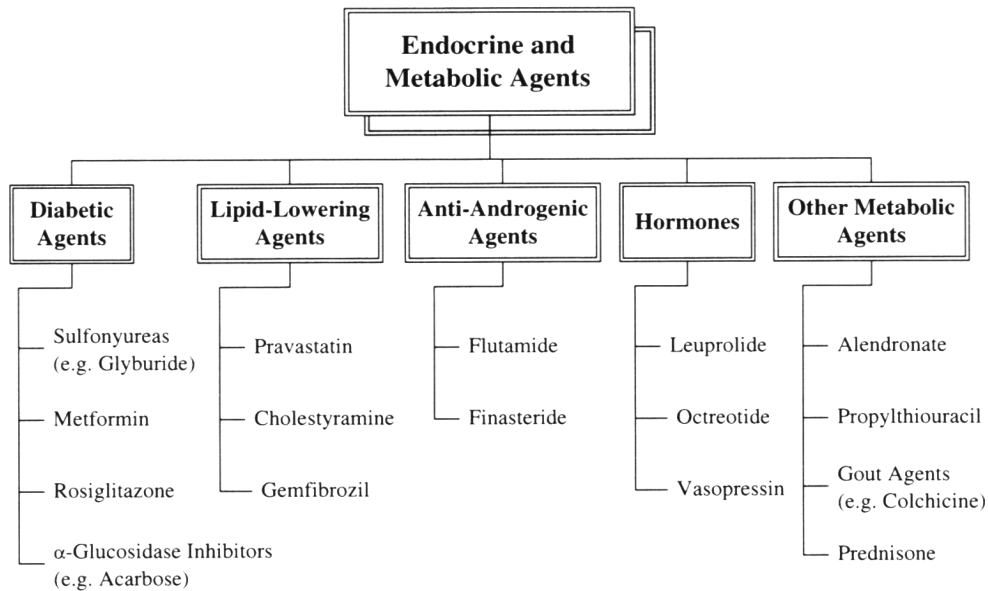 Endocrine and
Metabolic Agents
Diabetic
Agents
Lipid-Lowering
Agents
Anti-Androgenic
Agents
Hormones
Other Metabolic
Agents
Sulfonyureas
(e.g. Glyburide)
Metformin
Rosiglitazone
α-Glucosidase Inhibitors
(e.g. Acarbose)
Pravastatin
Cholestyramine
Gemfibrozil
Flutamide
Finasteride
Leuprolide
Octreotide
Vasopressin
Alendronate
Propylthiouracil
Gout Agents
(e.g. Colchicine)
Prednisone